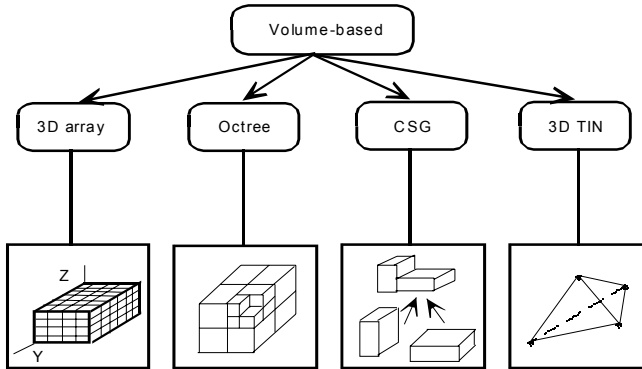 Volume-based
3D array
Octree
CSG
3D TIN
Z
Y